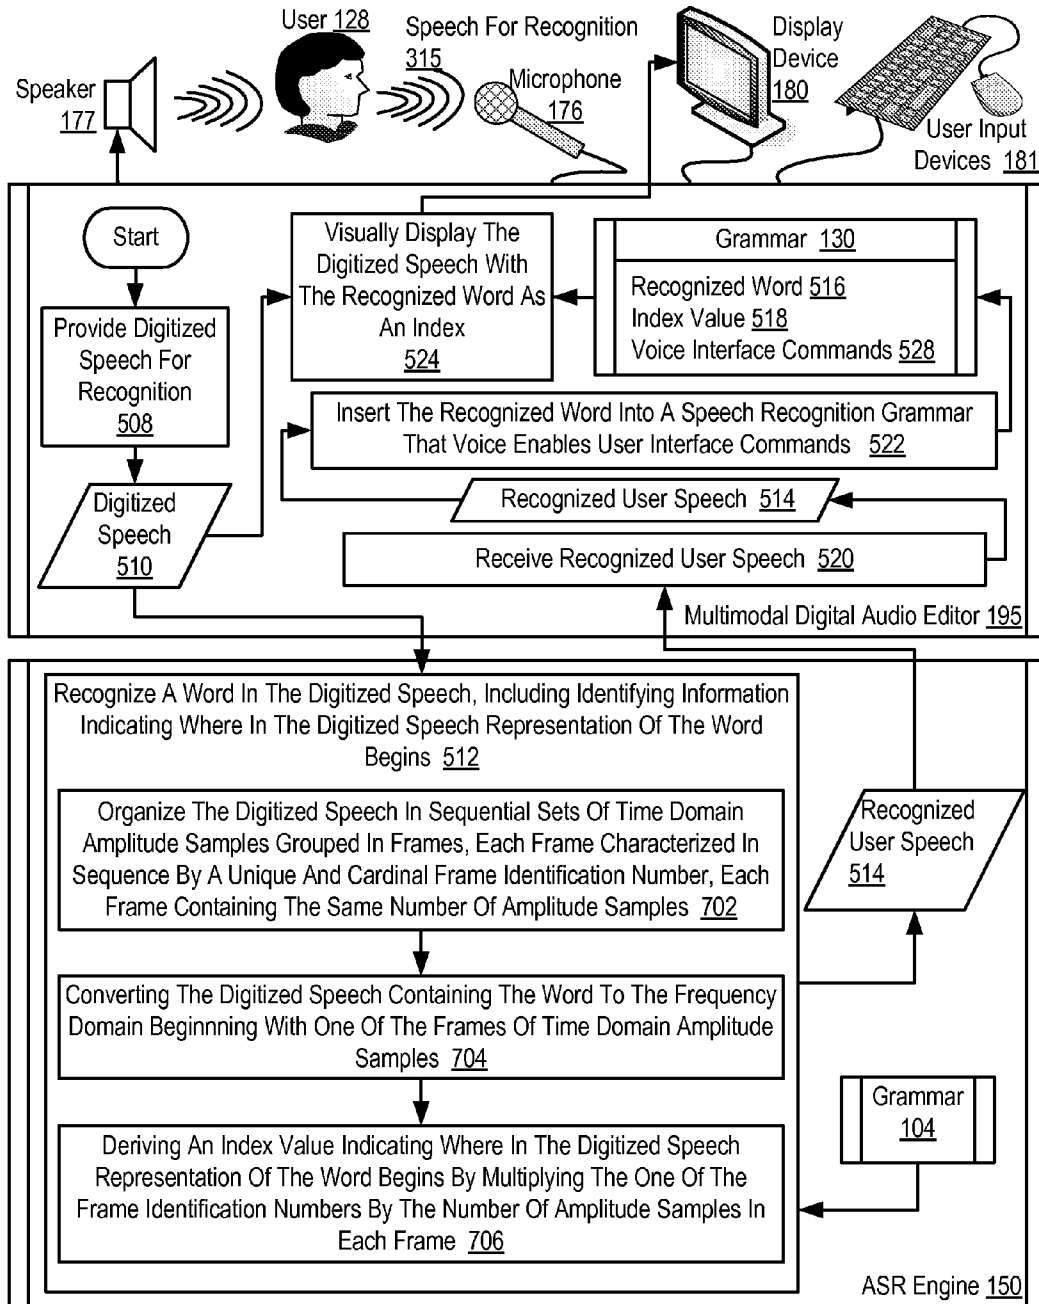 User 128
Speech For Recognition
315
Display
Device
180
Speaker
177
Microphone
176
User Input
Devices 181
Start
Provide Digitized
Speech For
Recognition
508
Digitized
Speech
510
Visually Display The
Digitized Speech With
The Recognized Word As
An Index
524
Grammar 130
Recognized Word 516
Index Value 518
Voice Interface Commands 528
Insert The Recognized Word Into A Speech Recognition Grammar
That Voice Enables User Interface Commands 522
Recognized User Speech 514
Receive Recognized User Speech 520
Multimodal Digital Audio Editor 195
Recognize A Word In The Digitized Speech, Including Identifying Information
Indicating Where In The Digitized Speech Representation Of The Word
Begins 512
Organize The Digitized Speech In Sequential Sets Of Time Domain
Amplitude Samples Grouped In Frames, Each Frame Characterized In
Sequence By A Unique And Cardinal Frame Identification Number, Each
Frame Containing The Same Number Of Amplitude Samples 702
Converting The Digitized Speech Containing The Word To The Frequency
Domain Beginnning With One Of The Frames Of Time Domain Amplitude
Samples 704
Deriving An Index Value Indicating Where In The Digitized Speech
Representation Of The Word Begins By Multiplying The One Of The
Frame Identification Numbers By The Number Of Amplitude Samples In
Each Frame 706
Recognized
User Speech
514
Grammar
104
ASR Engine 150